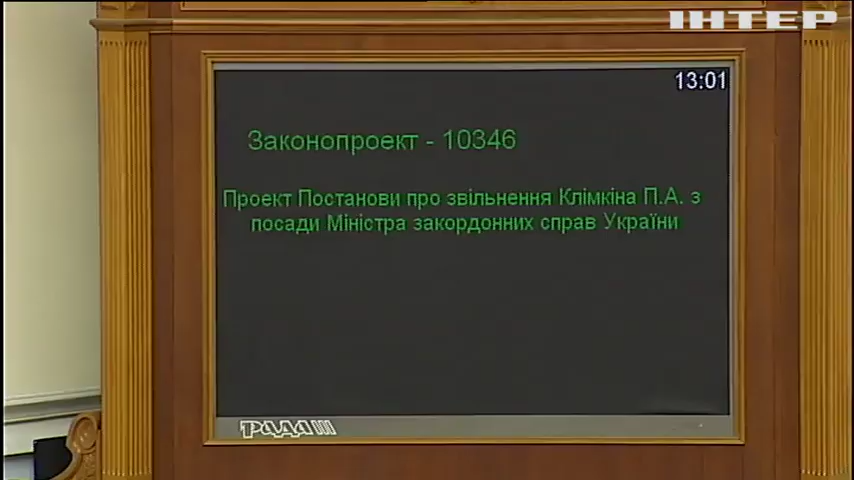 ІНТЕР
13:01
Законопроект - 10346
Проект Постанови про звільнення Клімкіна П.А. з
посади Міністра закордонних справ України
РАДА